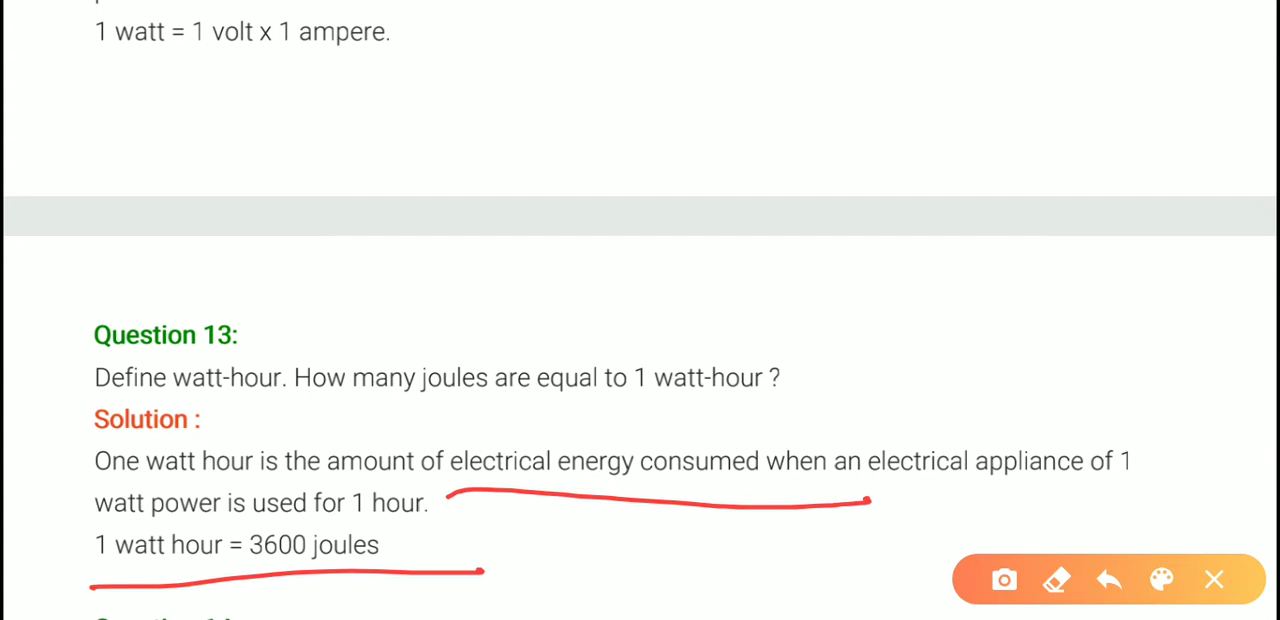 1 watt = 1 volt x 1 ampere.
Question 13:
Define watt-hour. How many joules are equal to 1 watt-hour ?
Solution :
One watt hour is the amount of electrical energy consumed when an electrical appliance of 1
watt power is used for 1 hour.
1 watt hour = 3600 joules